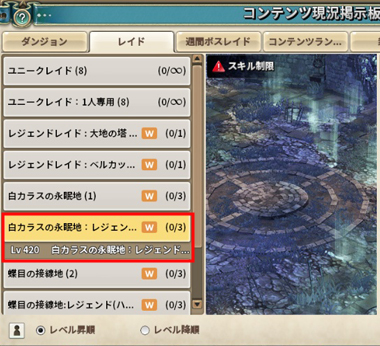 コンテンツ現況掲示板
ダンジョン
レイド
週間ボスレイド
コンテンツラン...
スキル制限
ユニークレイド (8) (0/∞)
ユニークレイド：1人専用 (8) (0/∞)
レジェンドレイド：大地の塔 ... W (0/1)
レジェンドレイド：ベルカッ... W (0/1)
白カラスの永眠地 (1) W (0/3)
白カラスの永眠地：レジェン... W (0/3)
Lv 420 白カラスの永眠地：レジェンド...
蝶目の接線地 (2) W (0/3)
蝶目の接線地:レジェンド(ハ... W (0/3)
レベル昇順
レベル降順